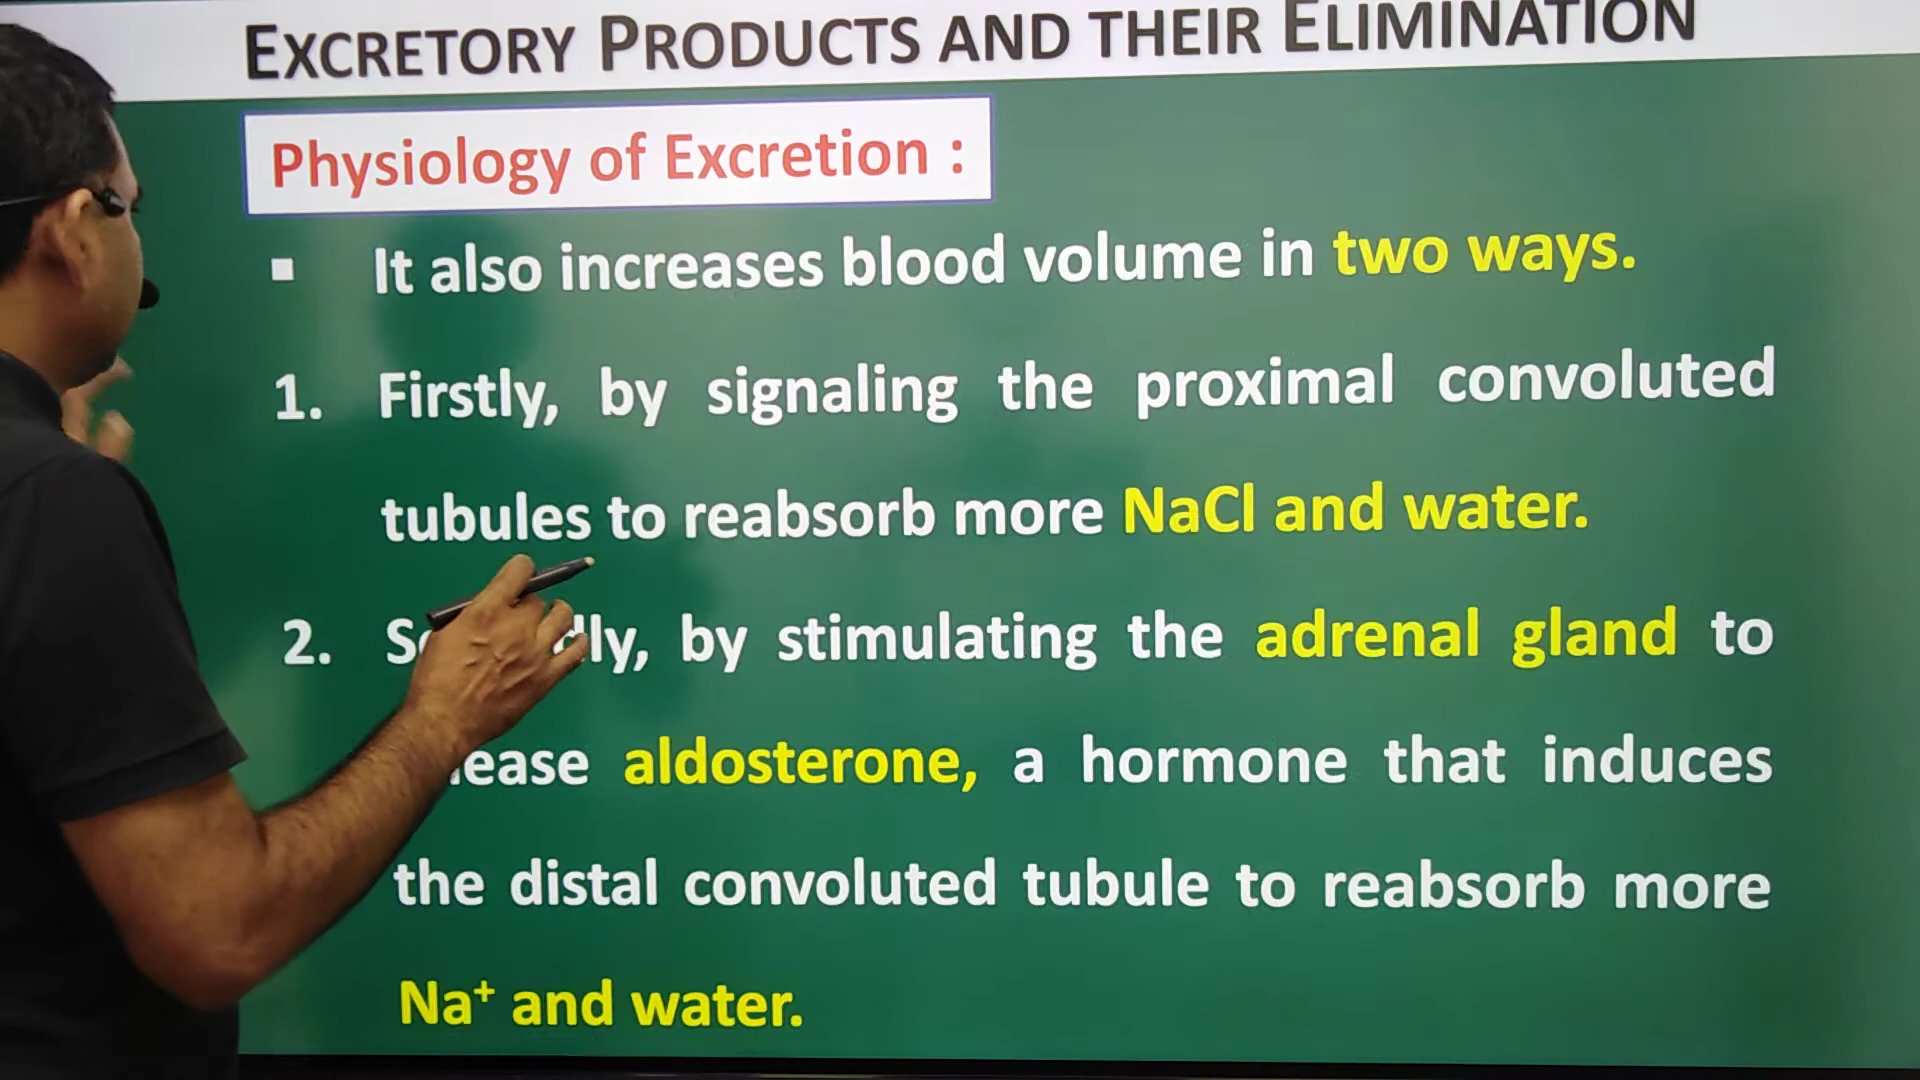 EXCRETORY PRODUCTS AND THEIR ELIMINATION
Physiology of Excretion :
▪ It also increases blood volume in two ways.
1. Firstly, by signaling the proximal convoluted
tubules to reabsorb more NaCl and water.
2. by stimulating the adrenal gland to
aldosterone, a hormone that induces
the distal convoluted tubule to reabsorb more
Na⁺ and water.